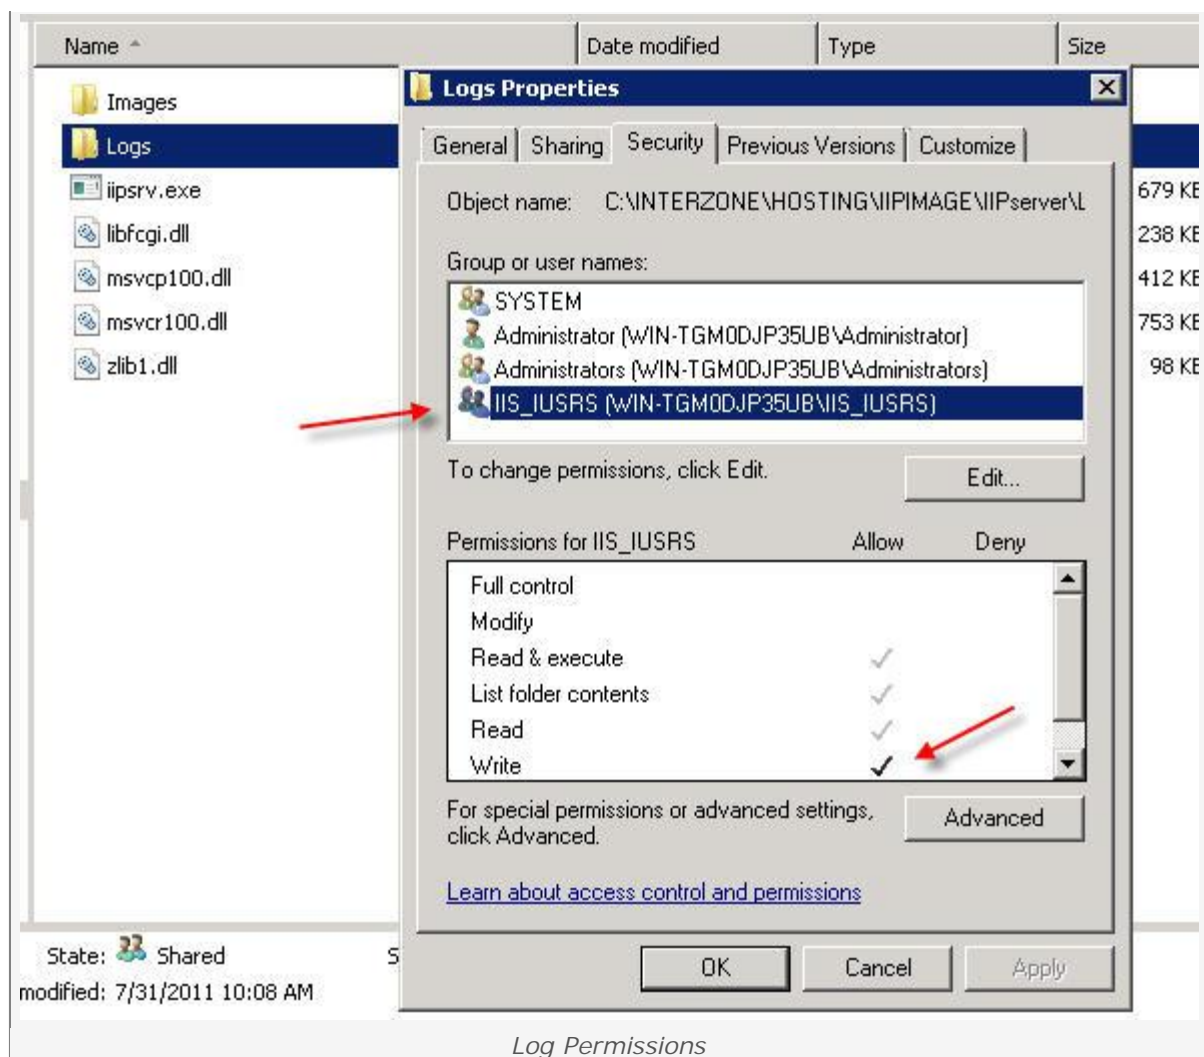 Name Date modified Type Size
Images
Logs
iipsrv.exe 679 KB
libfcgi.dll 238 KB
msvcp100.dll 412 KB
msvcr100.dll 753 KB
zlib1.dll 98 KB
Logs Properties
General Sharing Security Previous Versions Customize
Object name: C:\INTERZONE\HOSTING\IIPIMAGE\IIPserver\L
Group or user names:
SYSTEM
Administrator (WIN-TGM0DJP35UB\Administrator)
Administrators (WIN-TGM0DJP35UB\Administrators)
IIS_IUSRS (WIN-TGM0DJP35UB\IIS_IUSRS)
To change permissions, click Edit. Edit...
Permissions for IIS_IUSRS Allow Deny
Full control
Modify
Read & execute
List folder contents
Read
Write
For special permissions or advanced settings, Advanced
click Advanced.
Learn about access control and permissions
State: Shared S
modified: 7/31/2011 10:08 AM
OK Cancel Apply
Log Permissions